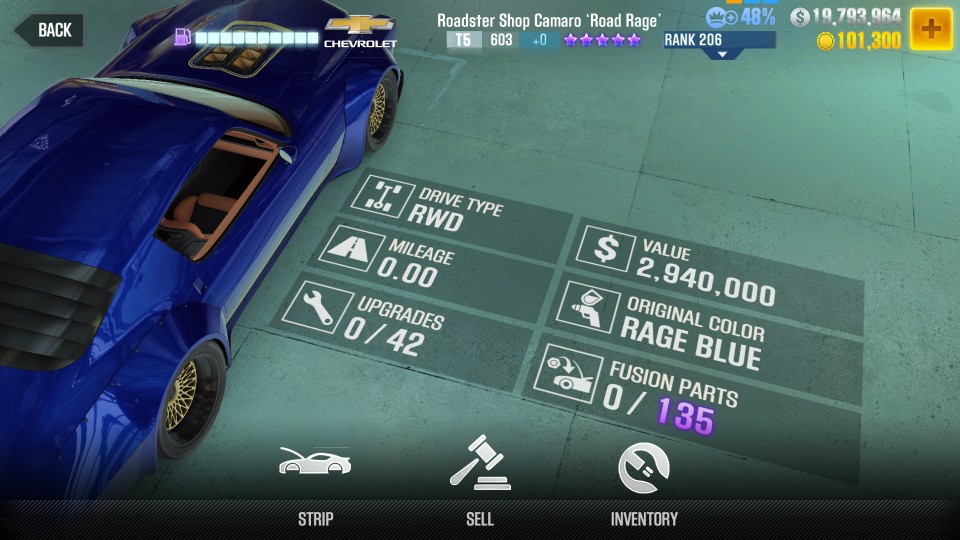 BACK
CHEVROLET
Roadster Shop Camaro ‘Road Rage’
T5 603 +0
RANK 206
48%
19,793,964
101,300
DRIVE TYPE
RWD
MILEAGE
0.00
UPGRADES
0 / 42
VALUE
2,940,000
ORIGINAL COLOR
RAGE BLUE
FUSION PARTS
0 / 135
STRIP
SELL
INVENTORY